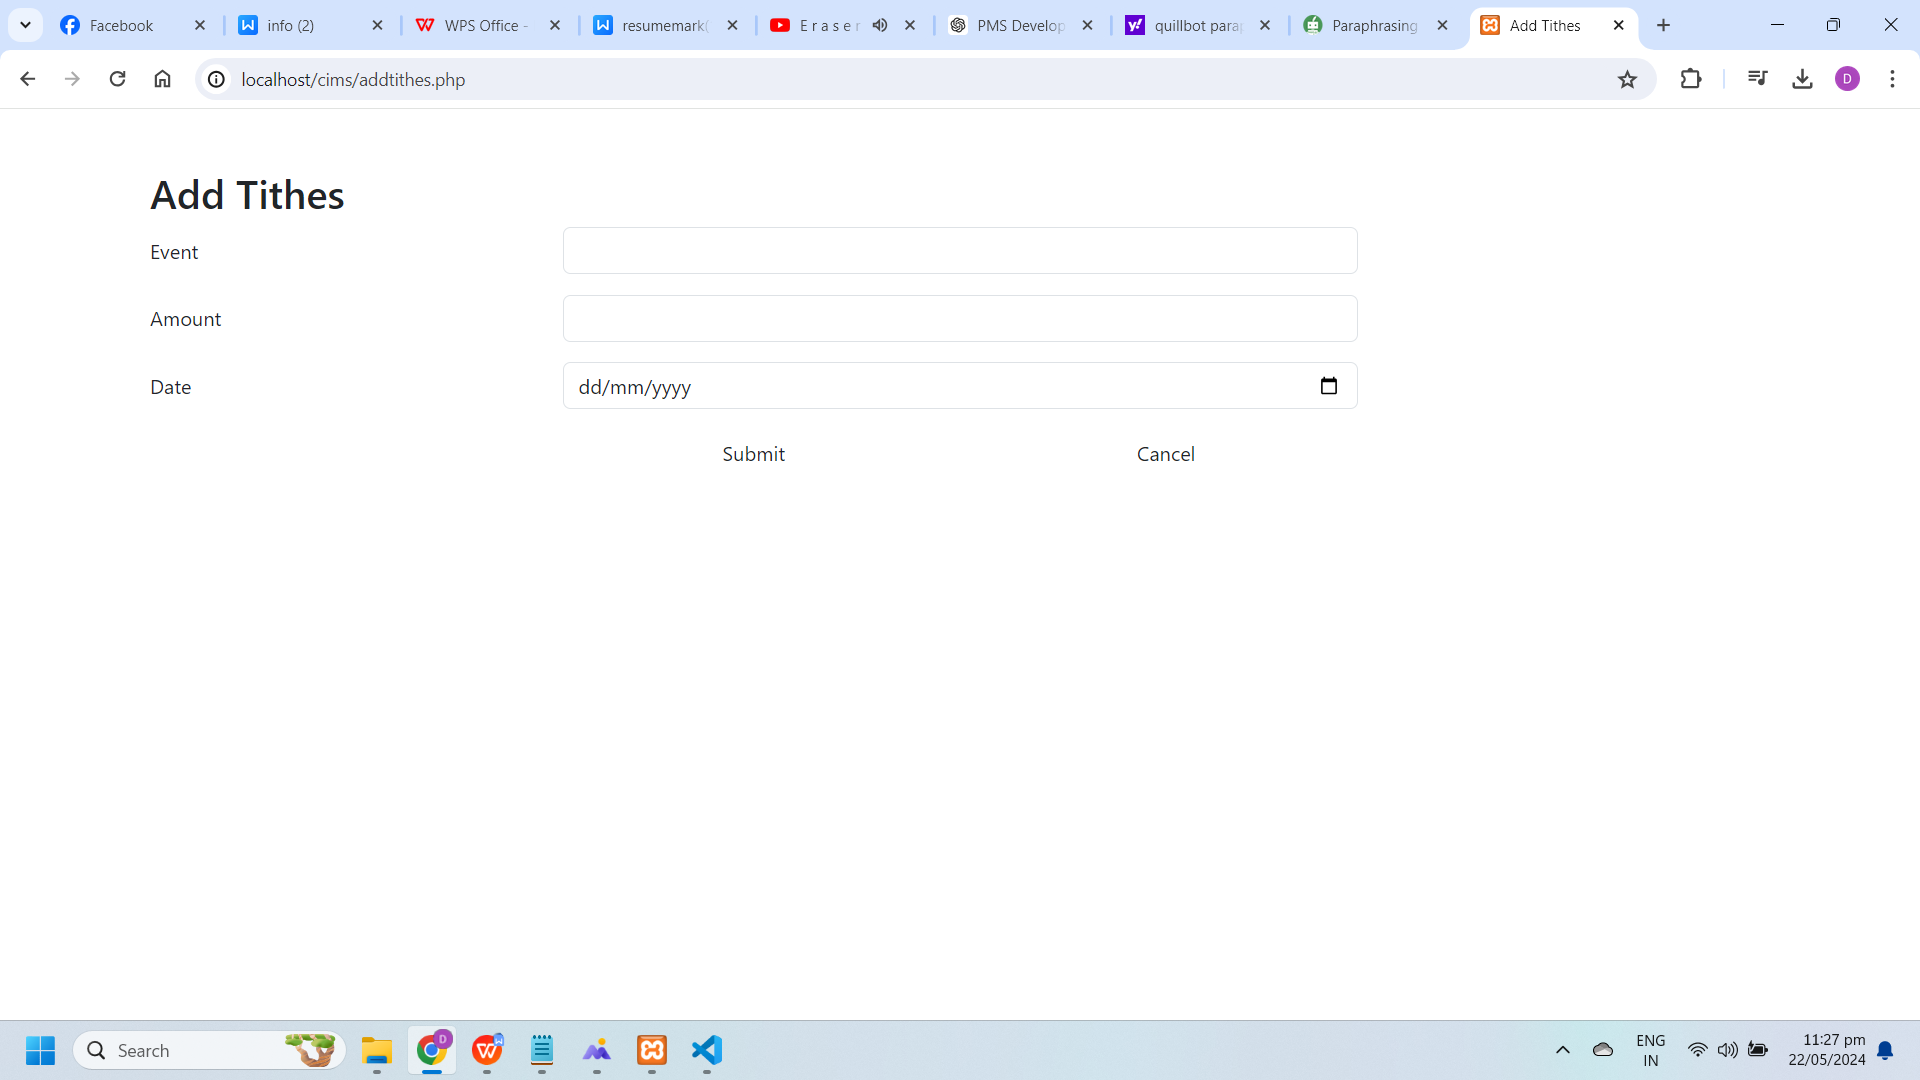 Facebook
info (2)
WPS Office -
resumemark(
E r a s e r
PMS Develop
quillbot para
Paraphrasing
Add Tithes
localhost/cims/addtithes.php
D
Add Tithes
Event
Amount
Date
dd/mm/yyyy
Submit
Cancel
Search
D
ENG
IN
11:27 pm
22/05/2024